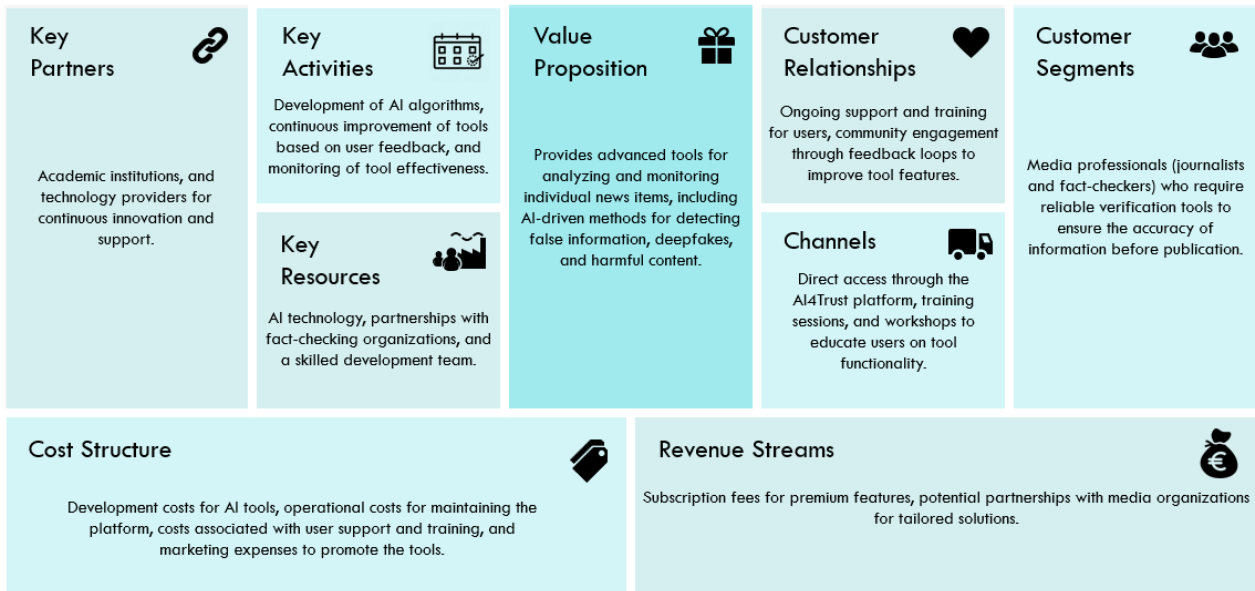 Key
Partners
Academic institutions, and
technology providers for
continuous innovation and
support.
Key
Activities
Development of AI algorithms,
continuous improvement of tools
based on user feedback, and
monitoring of tool effectiveness.
Key
Resources
AI technology, partnerships with
fact-checking organizations, and
a skilled development team.
Value
Proposition
Provides advanced tools for
analyzing and monitoring
individual news items, including
AI-driven methods for detecting
false information, deepfakes,
and harmful content.
Customer
Relationships
Ongoing support and training
for users, community engagement
through feedback loops to
improve tool features.
Channels
Direct access through the
AI4Trust platform, training
sessions, and workshops to
educate users on tool
functionality.
Customer
Segments
Media professionals (journalists
and fact-checkers) who require
reliable verification tools to
ensure the accuracy of
information before publication.
Cost Structure
Development costs for AI tools, operational costs for maintaining the
platform, costs associated with user support and training, and
marketing expenses to promote the tools.
Revenue Streams
€
Subscription fees for premium features, potential partnerships with media organizations
for tailored solutions.